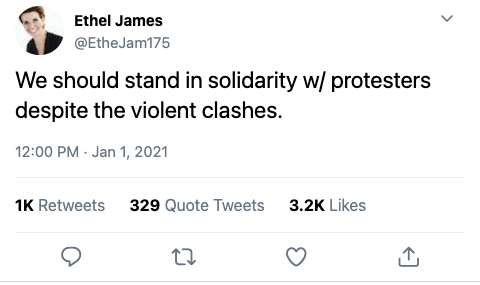 Ethel James
@EtheJam175
We should stand in solidarity w/ protesters
despite the violent clashes.
12:00 PM · Jan 1, 2021
1K Retweets 329 Quote Tweets 3.2K Likes